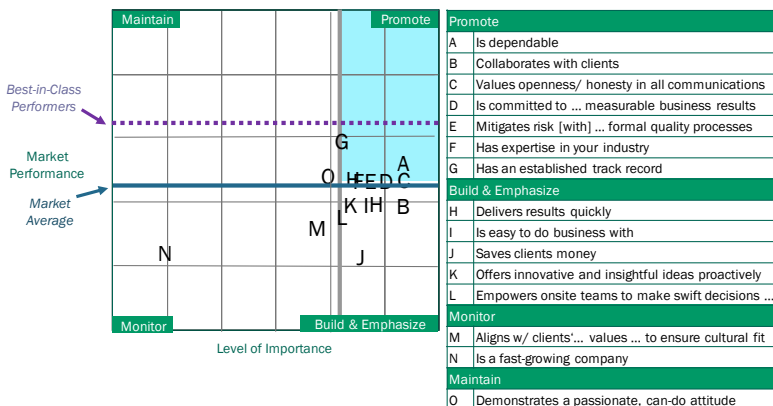 Maintain
Promote
Best-in-Class
Performers
Market
Performance
Market
Average
G
A
O
H
F
E
D
C
K
I
H
B
L
M
J
N
Monitor
Build & Emphasize
Level of Importance
Promote
A Is dependable
B Collaborates with clients
C Values openness/ honesty in all communications
D Is committed to ... measurable business results
E Mitigates risk [with] ... formal quality processes
F Has expertise in your industry
G Has an established track record
Build & Emphasize
H Delivers results quickly
I Is easy to do business with
J Saves clients money
K Offers innovative and insightful ideas proactively
L Empowers onsite teams to make swift decisions ...
Monitor
M Aligns w/ clients'... values ... to ensure cultural fit
N Is a fast-growing company
Maintain
O Demonstrates a passionate, can-do attitude